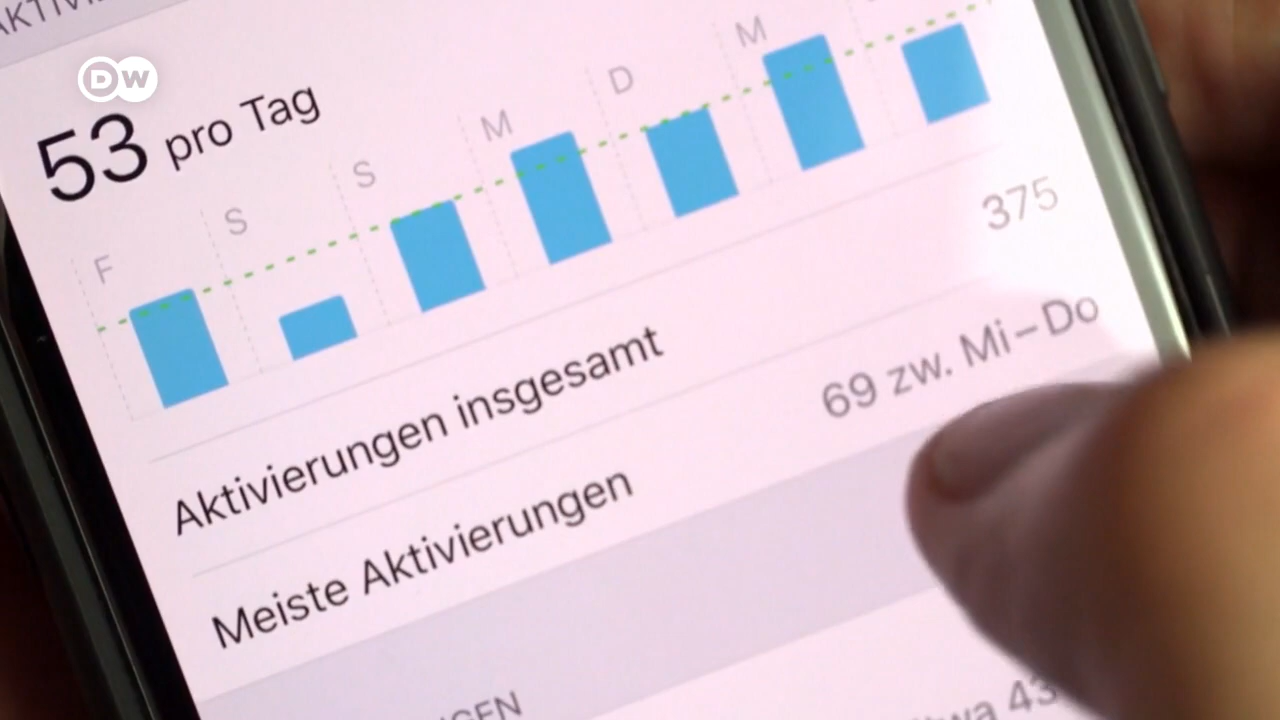 DW
53 pro Tag
F S S M D M
Aktivierungen insgesamt 375
Meiste Aktivierungen 69 zw. Mi – Do